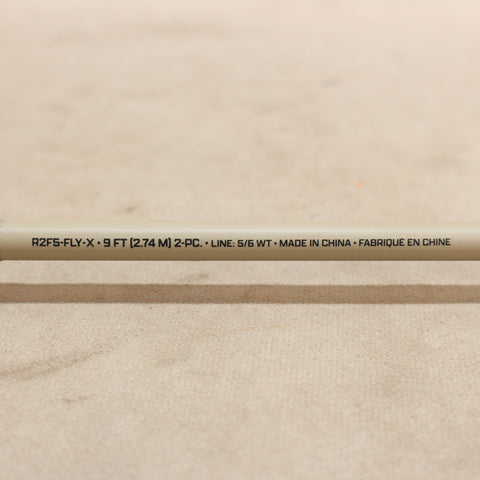 R2F5-FLY-X • 9 FT (2.74 M) 2-PC. • LINE: 5/6 WT • MADE IN CHINA • FABRIQUÉ EN CHINE